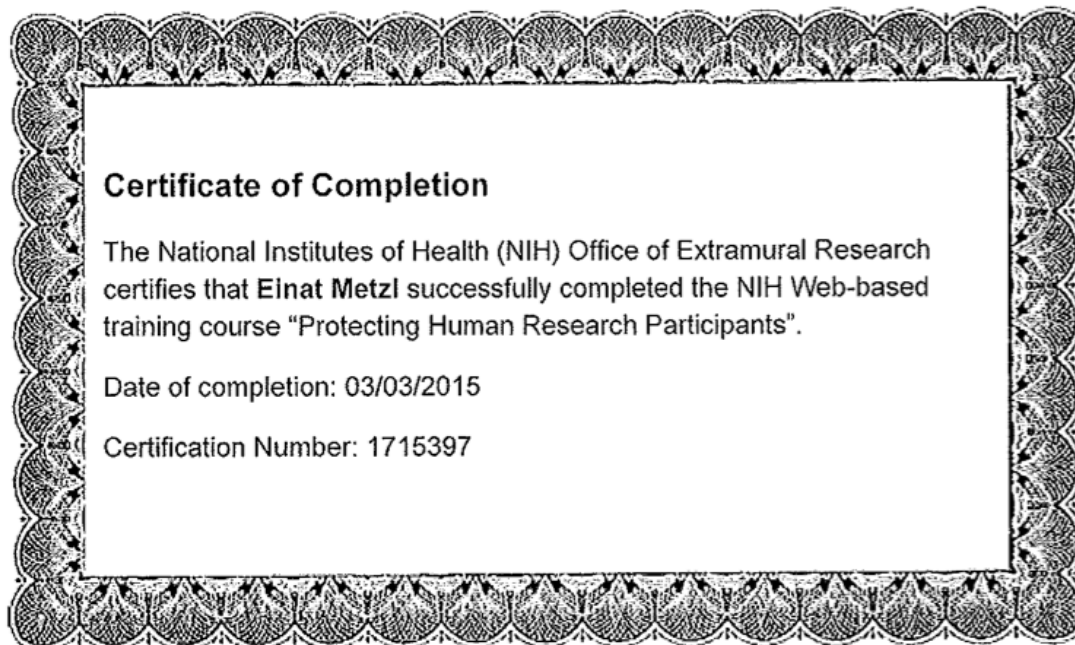 Certificate of Completion
The National Institutes of Health (NIH) Office of Extramural Research
certifies that Einat Metzl successfully completed the NIH Web-based
training course “Protecting Human Research Participants”.
Date of completion: 03/03/2015
Certification Number: 1715397